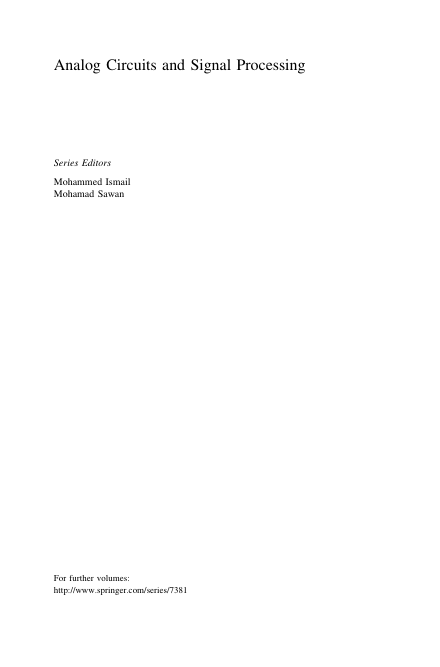 Analog Circuits and Signal Processing
Series Editors
Mohammed Ismail
Mohamad Sawan
For further volumes:
http://www.springer.com/series/7381